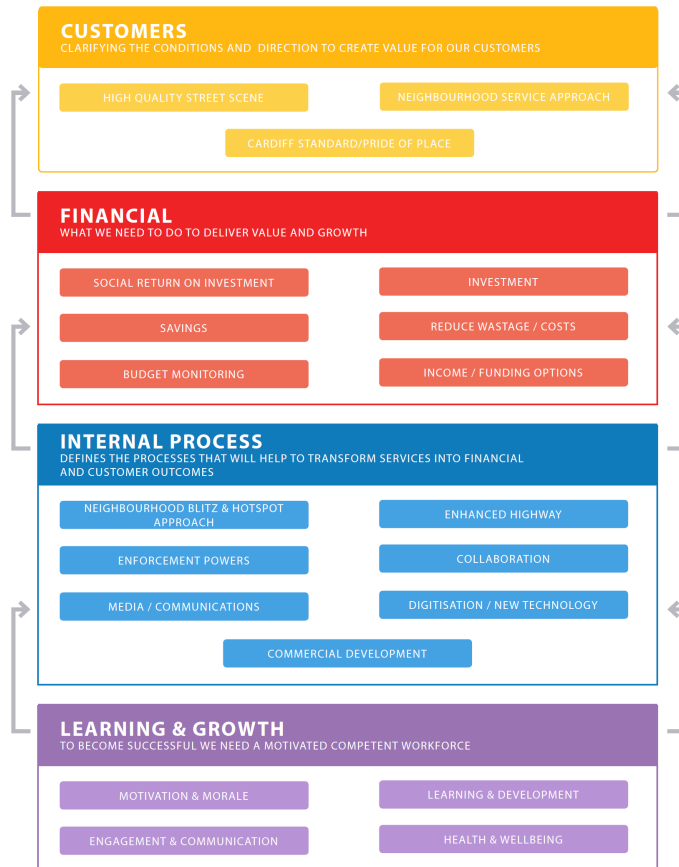 CUSTOMERS
CLARIFYING THE CONDITIONS AND DIRECTION TO CREATE VALUE FOR OUR CUSTOMERS
HIGH QUALITY STREET SCENE
NEIGHBOURHOOD SERVICE APPROACH
CARDIFF STANDARD/PRIDE OF PLACE
FINANCIAL
WHAT WE NEED TO DO TO DELIVER VALUE AND GROWTH
SOCIAL RETURN ON INVESTMENT
INVESTMENT
SAVINGS
REDUCE WASTAGE / COSTS
BUDGET MONITORING
INCOME / FUNDING OPTIONS
INTERNAL PROCESS
DEFINES THE PROCESSES THAT WILL HELP TO TRANSFORM SERVICES INTO FINANCIAL
AND CUSTOMER OUTCOMES
NEIGHBOURHOOD BLITZ & HOTSPOT
APPROACH
ENHANCED HIGHWAY
ENFORCEMENT POWERS
COLLABORATION
MEDIA / COMMUNICATIONS
DIGITISATION / NEW TECHNOLOGY
COMMERCIAL DEVELOPMENT
LEARNING & GROWTH
TO BECOME SUCCESSFUL WE NEED A MOTIVATED COMPETENT WORKFORCE
MOTIVATION & MORALE
LEARNING & DEVELOPMENT
ENGAGEMENT & COMMUNICATION
HEALTH & WELLBEING